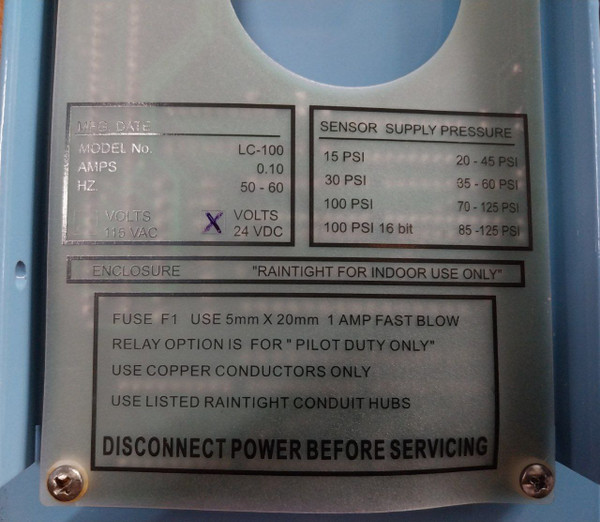 MFG. DATE
MODEL No. LC-100
AMPS 0.10
HZ. 50 - 60
VOLTS 115 VAC X VOLTS 24 VDC
SENSOR SUPPLY PRESSURE
15 PSI 20 - 45 PSI
30 PSI 35 - 60 PSI
100 PSI 70 - 125 PSI
100 PSI 16 bit 85 -125 PSI
ENCLOSURE "RAINTIGHT FOR INDOOR USE ONLY"
FUSE F1 USE 5mm X 20mm 1 AMP FAST BLOW
RELAY OPTION IS FOR " PILOT DUTY ONLY"
USE COPPER CONDUCTORS ONLY
USE LISTED RAINTIGHT CONDUIT HUBS
DISCONNECT POWER BEFORE SERVICING